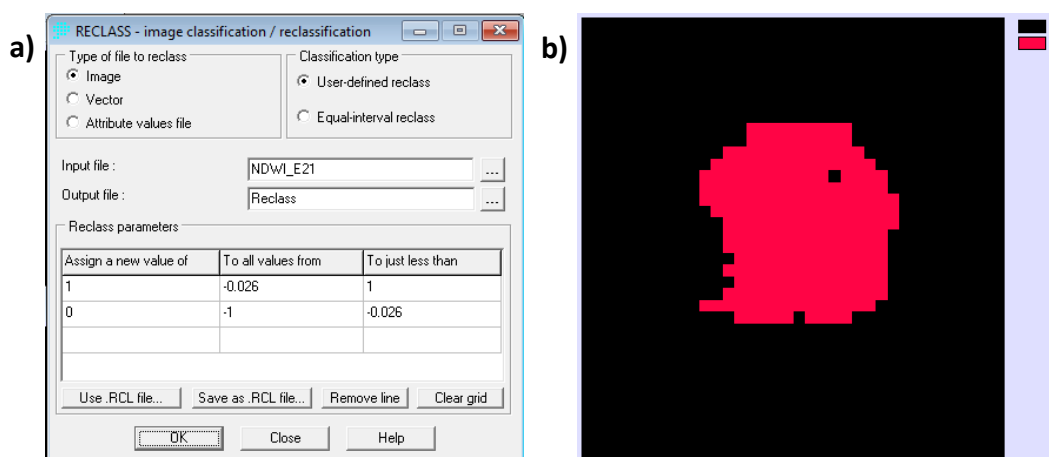 a)
RECLASS - image classification / reclassification
Type of file to reclass
Image
Vector
Attribute values file
Classification type
User-defined reclass
Equal-interval reclass
Input file :
NDWI_E21
...
Output file :
Reclass
...
Reclass parameters
Assign a new value of To all values from To just less than
1 -0.026 1
0 -1 -0.026
Use .RCL file... Save as .RCL file... Remove line Clear grid
OK Close Help
b)